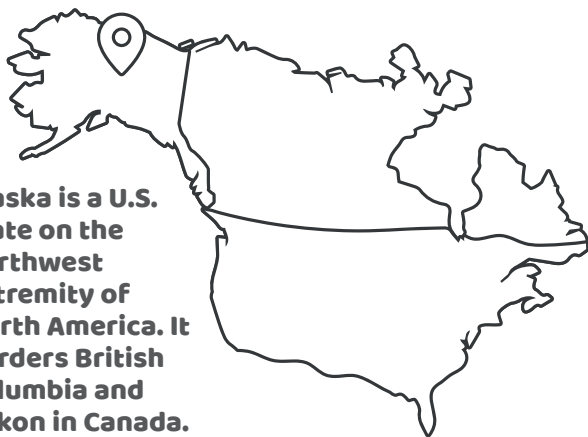 aska is a U.S.
ate on the
rthwest
tremity of
rth America. It
rders British
lumbia and
kon in Canada.